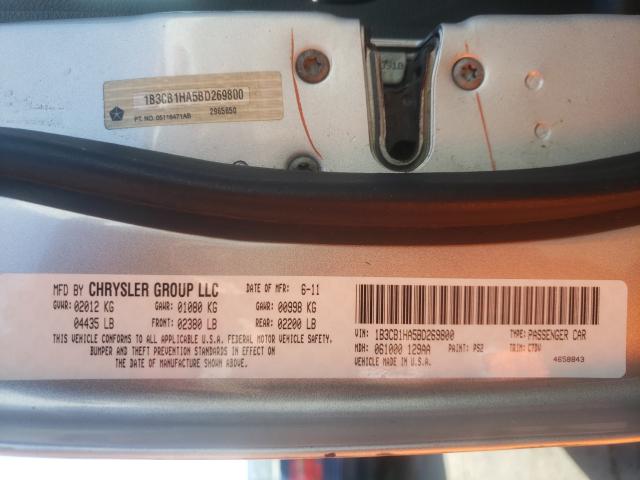 1B3CB1HA5BD269800
PT. NO. 05116471AB 2965650
MFD BY CHRYSLER GROUP LLC DATE OF MFR: 6-11
GVWR: 02012 KG GAWR: 01080 KG GAWR: 00998 KG
04435 LB FRONT: 02380 LB REAR: 02200 LB
THIS VEHICLE CONFORMS TO ALL APPLICABLE U.S.A. FEDERAL MOTOR VEHICLE SAFETY,
BUMPER AND THEFT PREVENTION STANDARDS IN EFFECT ON
THE DATE OF MANUFACTURE SHOWN ABOVE.
VIN: 1B3CB1HA5BD269800 TYPE: PASSENGER CAR
MDH: 061000 129AA PAINT: PS2 TRIM: C7DV
VEHICLE MADE IN U.S.A. 4658843